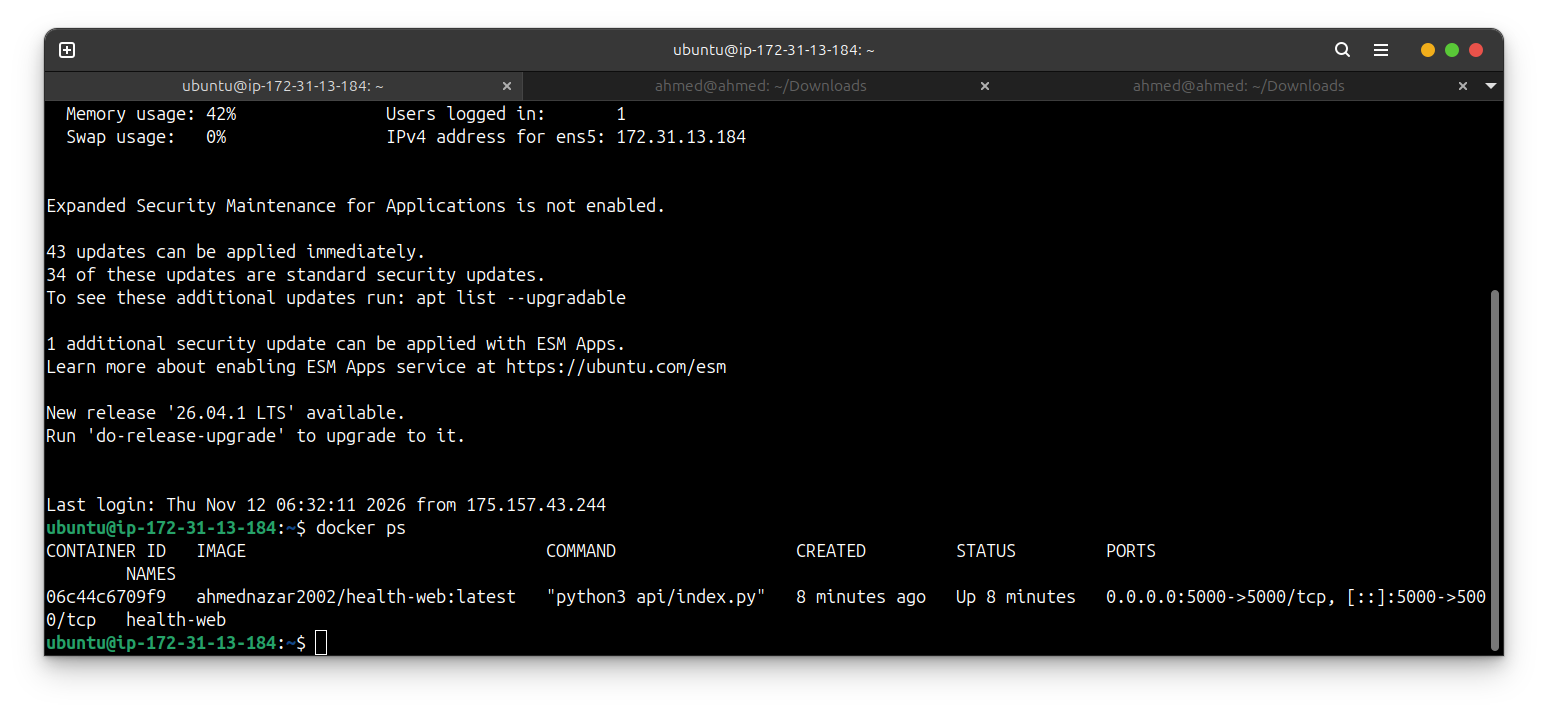 ubuntu@ip-172-31-13-184: ~
ubuntu@ip-172-31-13-184: ~ ahmed@ahmed: ~/Downloads ahmed@ahmed: ~/Downloads
Memory usage: 42% Users logged in: 1
Swap usage: 0% IPv4 address for ens5: 172.31.13.184
Expanded Security Maintenance for Applications is not enabled.
43 updates can be applied immediately.
34 of these updates are standard security updates.
To see these additional updates run: apt list --upgradable
1 additional security update can be applied with ESM Apps.
Learn more about enabling ESM Apps service at https://ubuntu.com/esm
New release '26.04.1 LTS' available.
Run 'do-release-upgrade' to upgrade to it.
Last login: Thu Nov 12 06:32:11 2026 from 175.157.43.244
ubuntu@ip-172-31-13-184:~$ docker ps
CONTAINER ID IMAGE COMMAND CREATED STATUS PORTS
NAMES
06c44c6709f9 ahmednazar2002/health-web:latest "python3 api/index.py" 8 minutes ago Up 8 minutes 0.0.0.0:5000->5000/tcp, [::]:5000->500
0/tcp health-web
ubuntu@ip-172-31-13-184:~$